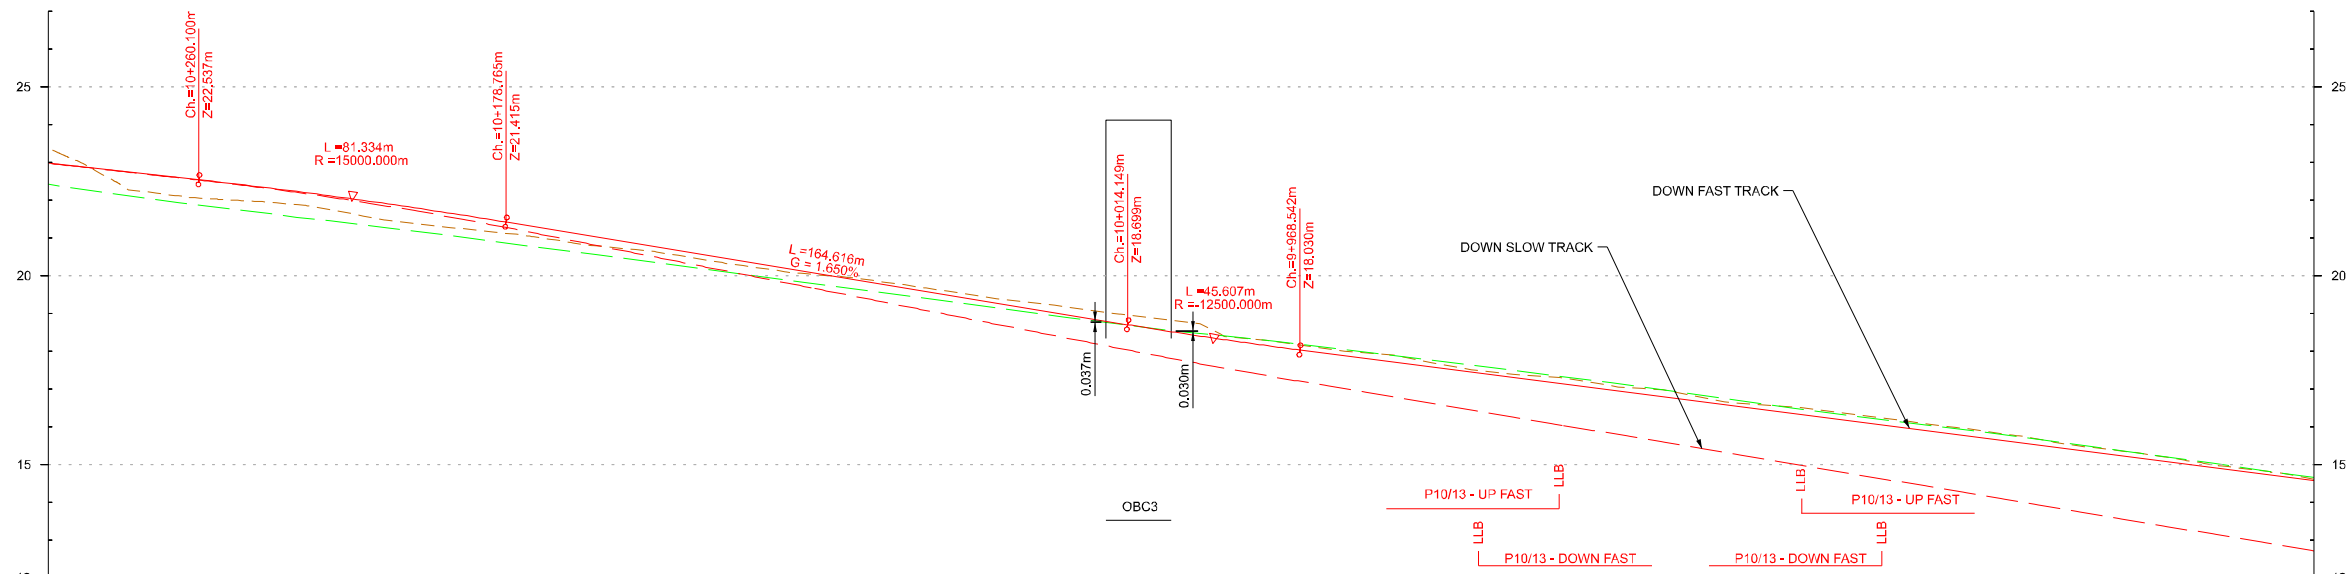 25
20
15
Ch.=10+260.100m
Z=22.537m
L =81.334m
R =15000.000m
Ch.=10+178.765m
Z=21.415m
L =164.616m
G = 1.650%
0.037m
Ch.=10+014.149m
Z=18.699m
OBC3
0.030m
L =45.607m
R =-12500.000m
Ch.=9+968.542m
Z=18.030m
DOWN SLOW TRACK
DOWN FAST TRACK
P10/13 - UP FAST
LLB
LLB
P10/13 - DOWN FAST
LLB
P10/13 - UP FAST
P10/13 - DOWN FAST
LLB
25
20
15